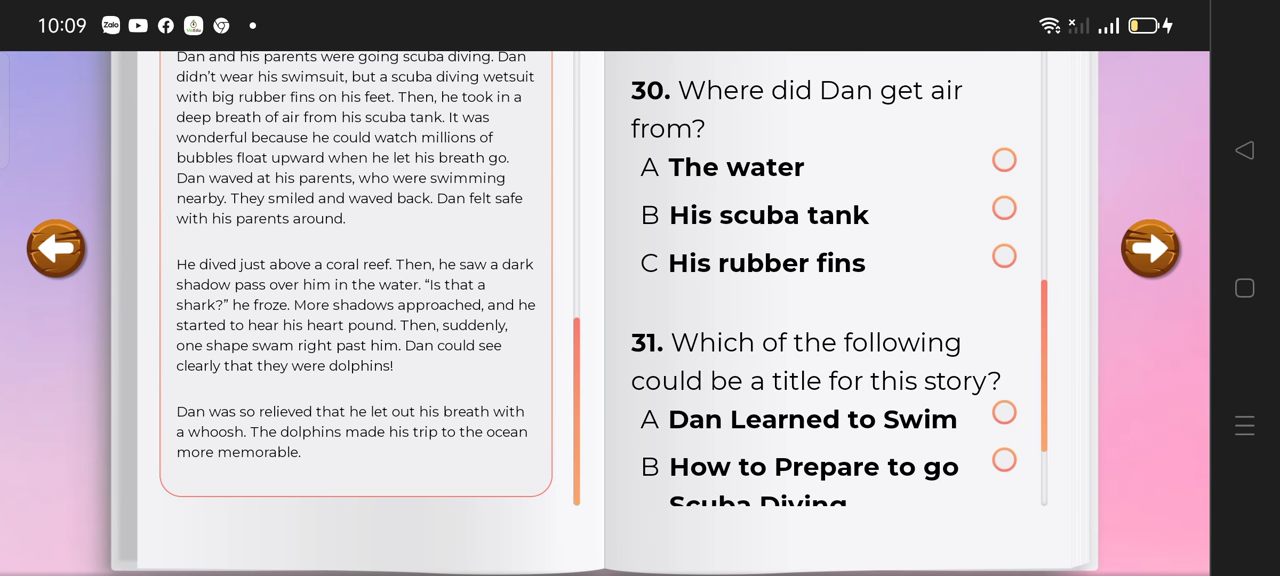 10:09
Zalo
Dan and his parents were going scuba diving. Dan
didn’t wear his swimsuit, but a scuba diving wetsuit
with big rubber fins on his feet. Then, he took in a
deep breath of air from his scuba tank. It was
wonderful because he could watch millions of
bubbles float upward when he let his breath go.
Dan waved at his parents, who were swimming
nearby. They smiled and waved back. Dan felt safe
with his parents around.
He dived just above a coral reef. Then, he saw a dark
shadow pass over him in the water. “Is that a
shark?” he froze. More shadows approached, and he
started to hear his heart pound. Then, suddenly,
one shape swam right past him. Dan could see
clearly that they were dolphins!
Dan was so relieved that he let out his breath with
a whoosh. The dolphins made his trip to the ocean
more memorable.
30. Where did Dan get air
from?
A The water
B His scuba tank
C His rubber fins
31. Which of the following
could be a title for this story?
A Dan Learned to Swim
B How to Prepare to go
Scuba Diving